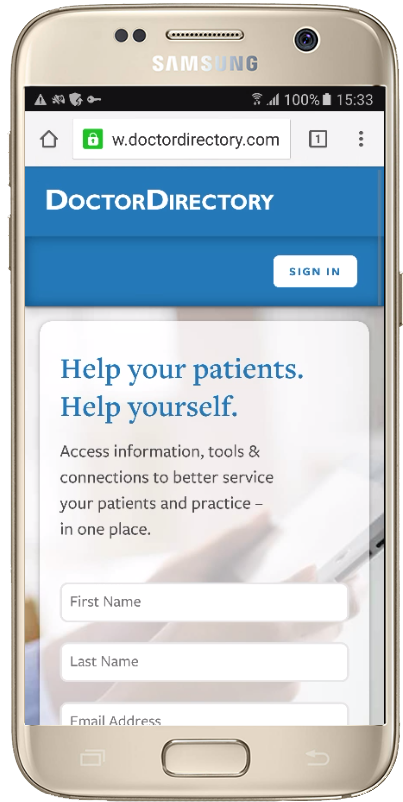 SAMSUNG
100% 15:33
w.doctordirectory.com 1
DOCTORDIRECTORY
SIGN IN
Help your patients.
Help yourself.
Access information, tools &
connections to better service
your patients and practice –
in one place.
First Name
Last Name
Email Address